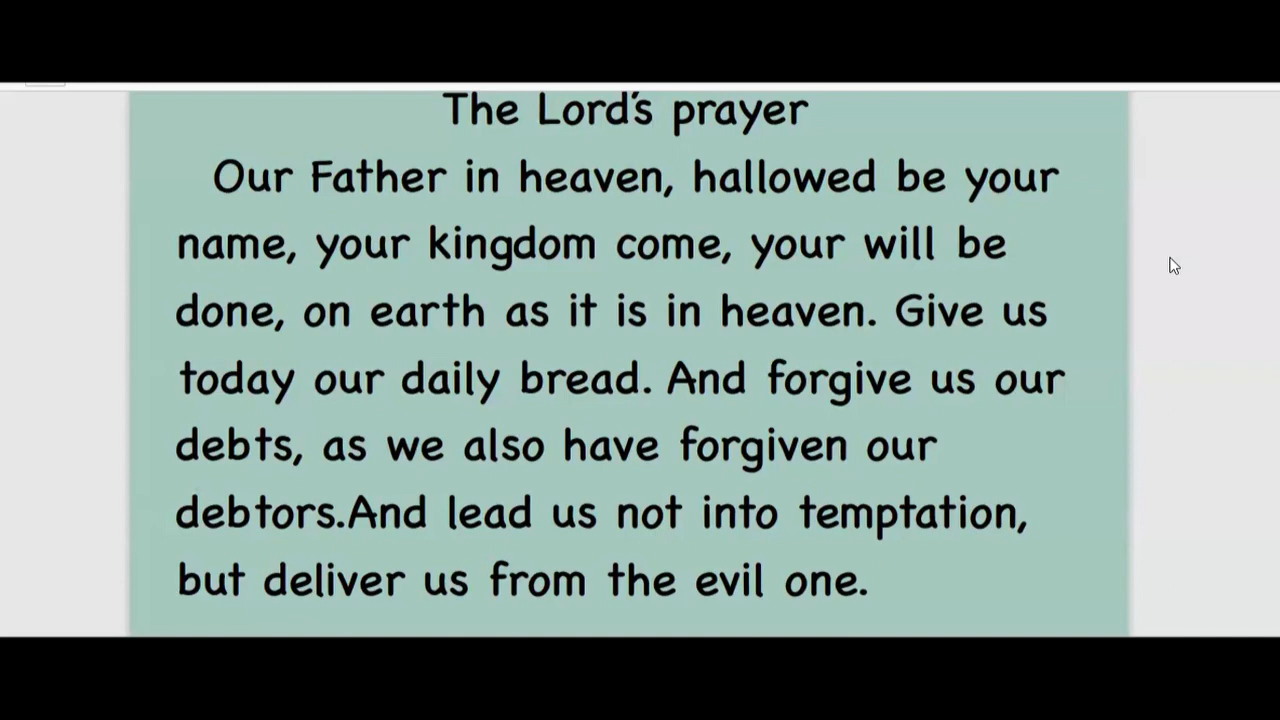 The Lord's prayer
Our Father in heaven, hallowed be your
name, your kingdom come, your will be
done, on earth as it is in heaven. Give us
today our daily bread. And forgive us our
debts, as we also have forgiven our
debtors.And lead us not into temptation,
but deliver us from the evil one.